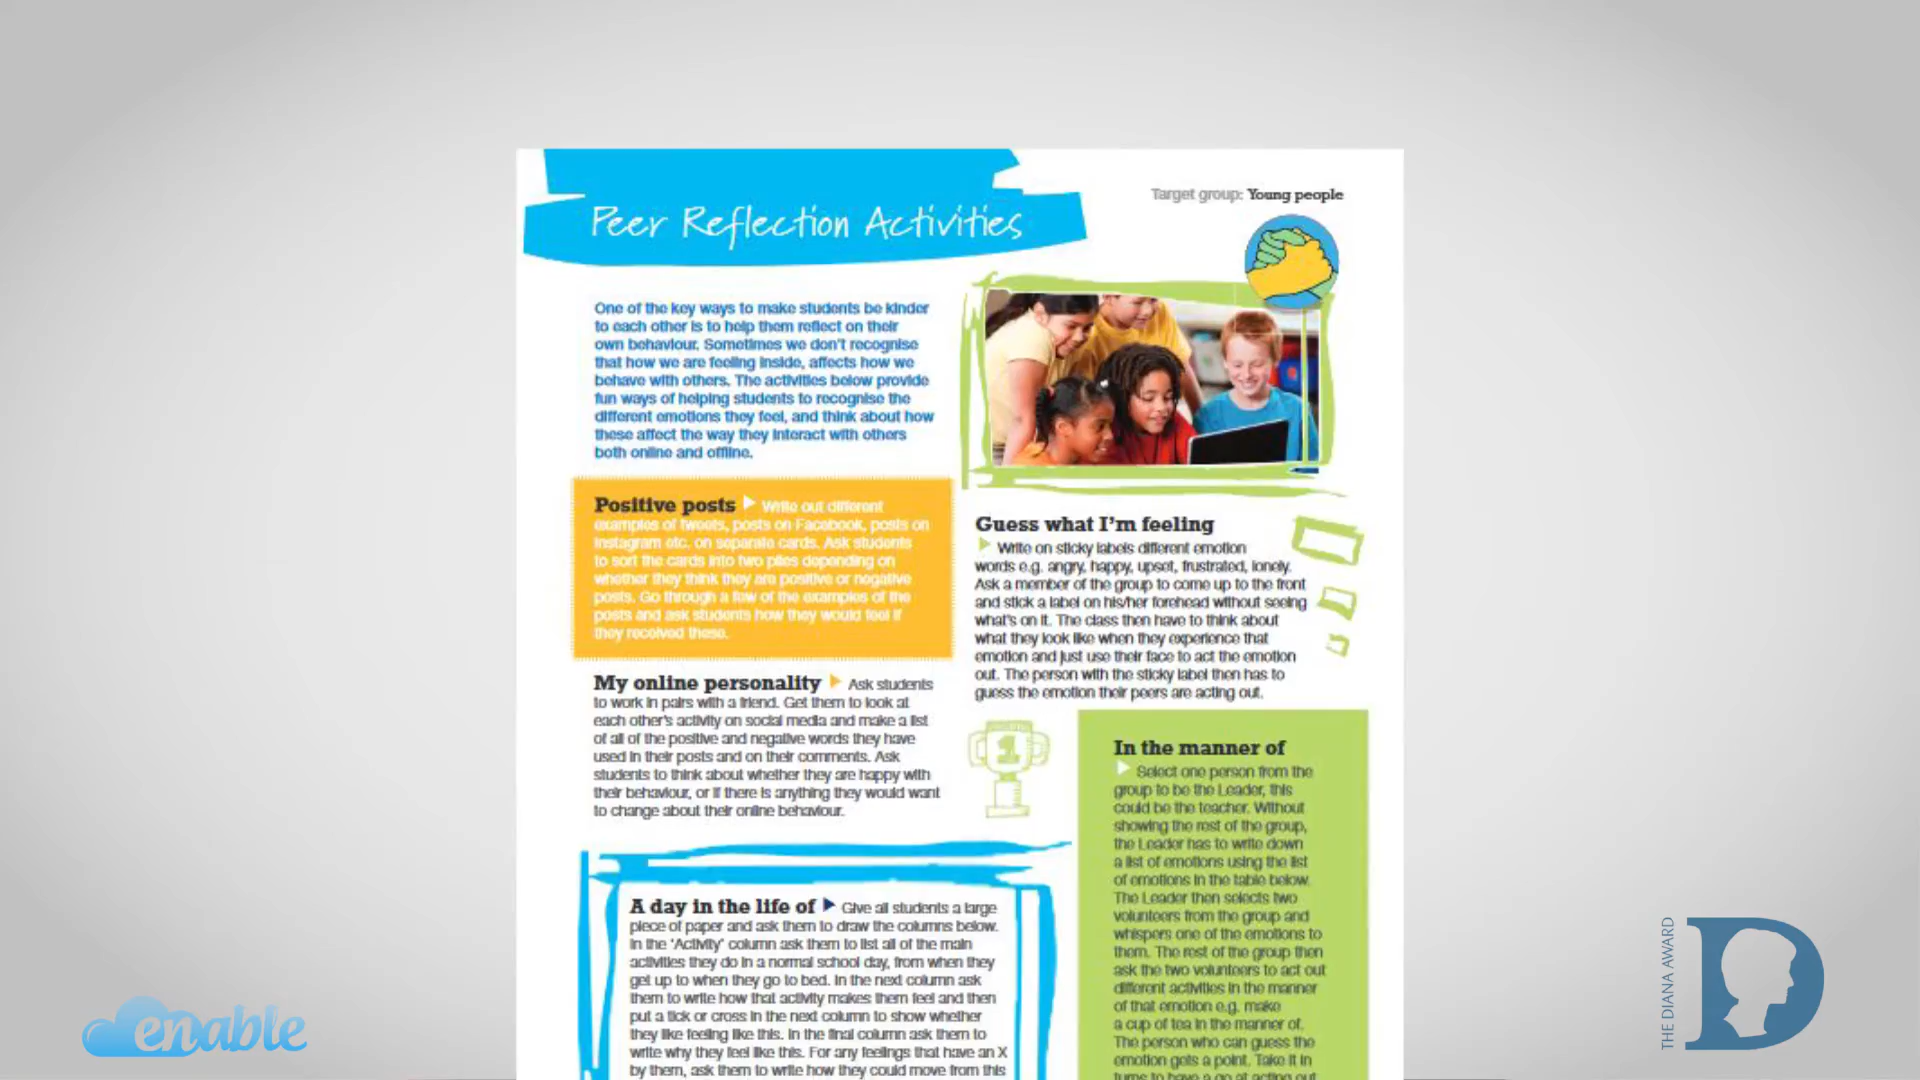 Peer Reflection Activities
Target group: Young people
One of the key ways to make students be kinder
to each other is to help them reflect on their
own behaviour. Sometimes we don't recognise
that how we are feeling inside, affects how we
behave with others. The activities below provide
fun ways of helping students to recognise the
different emotions they feel, and think about how
these affect the way they interact with others
both online and offline.
Positive posts Write out different
examples of tweets, posts on Facebook, posts on
Instagram etc. on separate cards. Ask students
to sort the cards into two piles depending on
whether they think they are positive or negative
posts. Go through a few of the examples of the
posts and ask students how they would feel if
they received these.
My online personality Ask students
to work in pairs with a friend. Get them to look at
each other's activity on social media and make a list
of all of the positive and negative words they have
used in their posts and on their comments. Ask
students to think about whether they are happy with
their behaviour, or if there is anything they would want
to change about their online behaviour.
A day in the life of Give all students a large
piece of paper and ask them to draw the columns below.
In the 'Activity' column ask them to list all of the main
activities they do in a normal school day, from when they
get up to when they go to bed. In the next column ask
them to write how that activity makes them feel and then
put a tick or cross in the next column to show whether
they like feeling like this. In the final column ask them to
write why they feel like this. For any feelings that have an X
by them, ask them to write how they could move from this
Guess what I'm feeling
Write on sticky labels different emotion
words e.g. angry, happy, upset, frustrated, lonely.
Ask a member of the group to come up to the front
and stick a label on his/her forehead without seeing
what's on it. The class then have to think about
what they look like when they experience that
emotion and just use their face to act the emotion
out. The person with the sticky label then has to
guess the emotion their peers are acting out.
1
In the manner of
Select one person from the
group to be the Leader, this
could be the teacher. Without
showing the rest of the group,
the Leader has to write down
a list of emotions using the list
of emotions in the table below.
The Leader then selects two
volunteers from the group and
whispers one of the emotions to
them. The rest of the group then
ask the two volunteers to act out
different activities in the manner
of that emotion e.g. make
a cup of tea in the manner of.
The person who can guess the
emotion gets a point. Take it in
turns to have a go at acting out
enable
THE DIANA AWARD
D